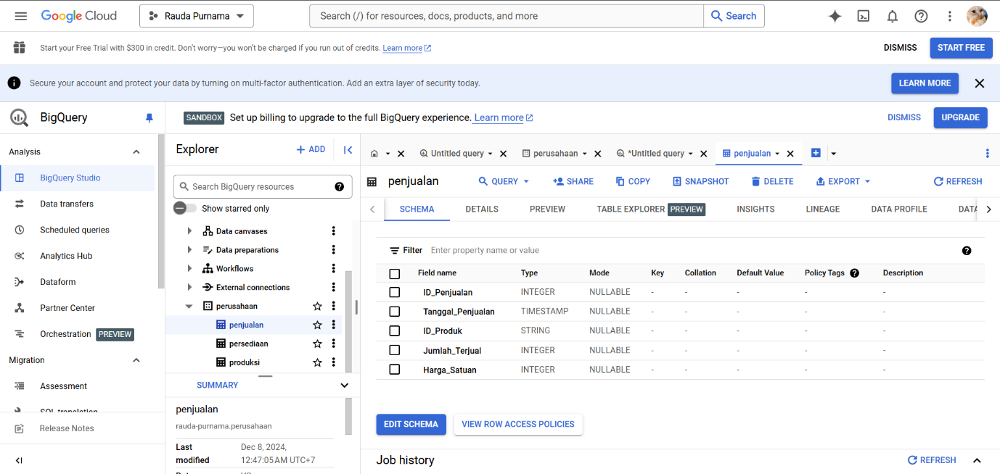 Google Cloud
Rauda Purnama
Search (/) for resources, docs, products, and more
Search
Start your Free Trial with $300 in credit. Don't worry—you won't be charged if you run out of credits. Learn more
DISMISS
START FREE
Secure your account and protect your data by turning on multi-factor authentication. Add an extra layer of security today.
LEARN MORE
BigQuery
SANDBOX Set up billing to upgrade to the full BigQuery experience. Learn more
DISMISS
UPGRADE
Analysis
BigQuery Studio
Data transfers
Scheduled queries
Analytics Hub
Dataform
Partner Center
Orchestration PREVIEW
Migration
Assessment
SQL translation
Release Notes
Explorer
+ ADD
Search BigQuery resources
Show starred only
Data canvases
Data preparations
Workflows
External connections
perusahaan
penjualan
persediaan
produksi
SUMMARY
penjualan
rauda-purnama.perusahaan
Last modified
Dec 8, 2024, 12:47:05 AM UTC+7
Untitled query
perusahaan
*Untitled query
penjualan
penjualan
QUERY
SHARE
COPY
SNAPSHOT
DELETE
EXPORT
REFRESH
SCHEMA DETAILS PREVIEW TABLE EXPLORER PREVIEW INSIGHTS LINEAGE DATA PROFILE DATA
Filter Enter property name or value
Field name Type Mode Key Collation Default Value Policy Tags Description
ID_Penjualan INTEGER NULLABLE - - - - -
Tanggal_Penjualan TIMESTAMP NULLABLE - - - - -
ID_Produk STRING NULLABLE - - - - -
Jumlah_Terjual INTEGER NULLABLE - - - - -
Harga_Satuan INTEGER NULLABLE - - - - -
EDIT SCHEMA
VIEW ROW ACCESS POLICIES
Job history
REFRESH